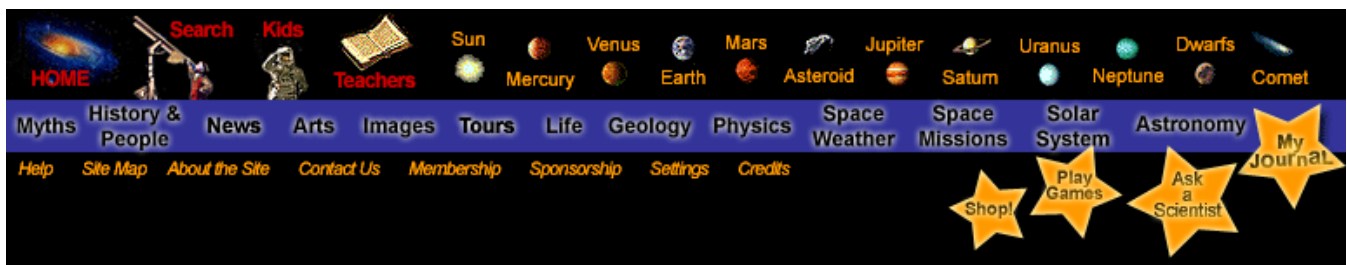 Search Kids
HOME Teachers
Sun Venus Mars Jupiter Uranus Dwarfs
Mercury Earth Asteroid Saturn Neptune Comet
Myths
History &
People
News
Arts
Images
Tours
Life
Geology
Physics
Space
Weather
Space
Missions
Solar
System
Astronomy
My
Journal
Help Site Map About the Site Contact Us Membership Sponsorship Settings Credits
Shop!
Play
Games
Ask
a
Scientist